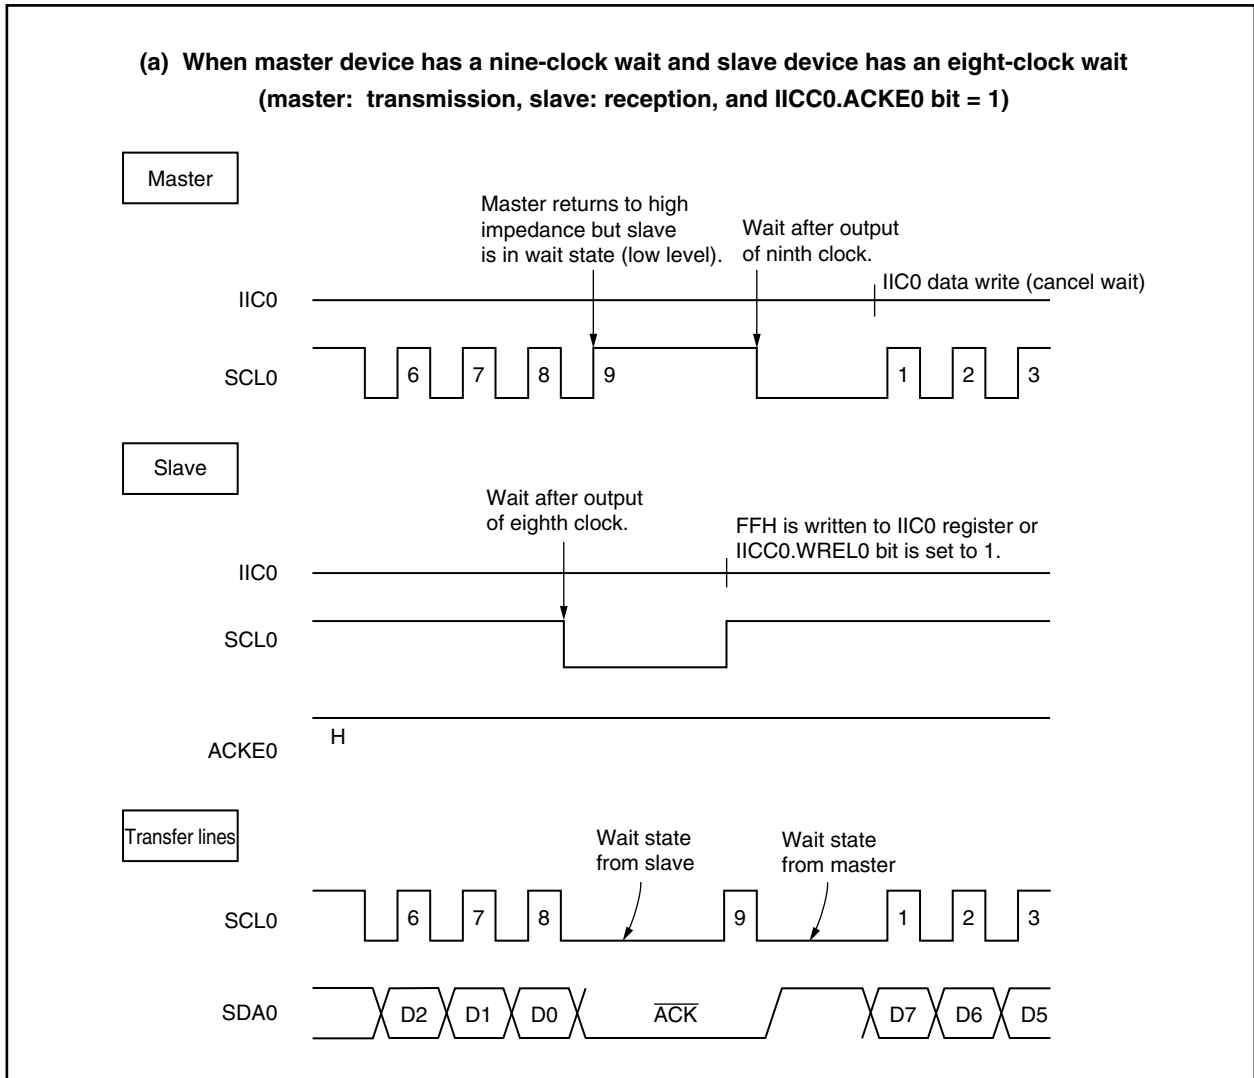 (a) When master device has a nine-clock wait and slave device has an eight-clock wait
(master: transmission, slave: reception, and IICC0.ACKE0 bit = 1)
Master
Master returns to high
impedance but slave
is in wait state (low level).
Wait after output
of ninth clock.
IIC0 data write (cancel wait)
IIC0
SCL0
6 7 8 9 1 2 3
Slave
Wait after output
of eighth clock.
FFH is written to IIC0 register or
IICC0.WREL0 bit is set to 1.
IIC0
SCL0
H
ACKE0
Transfer lines
Wait state
from slave
Wait state
from master
SCL0
6 7 8 9 1 2 3
SDA0
D2 D1 D0 ACK D7 D6 D5